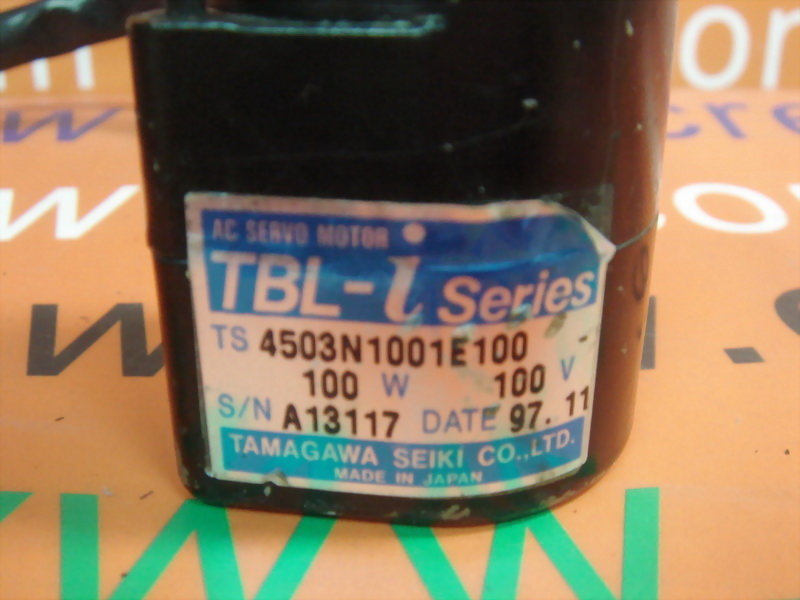 AC SERVO MOTOR
TBL-i Series
TS 4503N1001E100 -
100 W 100 V
S/N A13117 DATE 97.11
TAMAGAWA SEIKI CO.,LTD.
MADE IN JAPAN